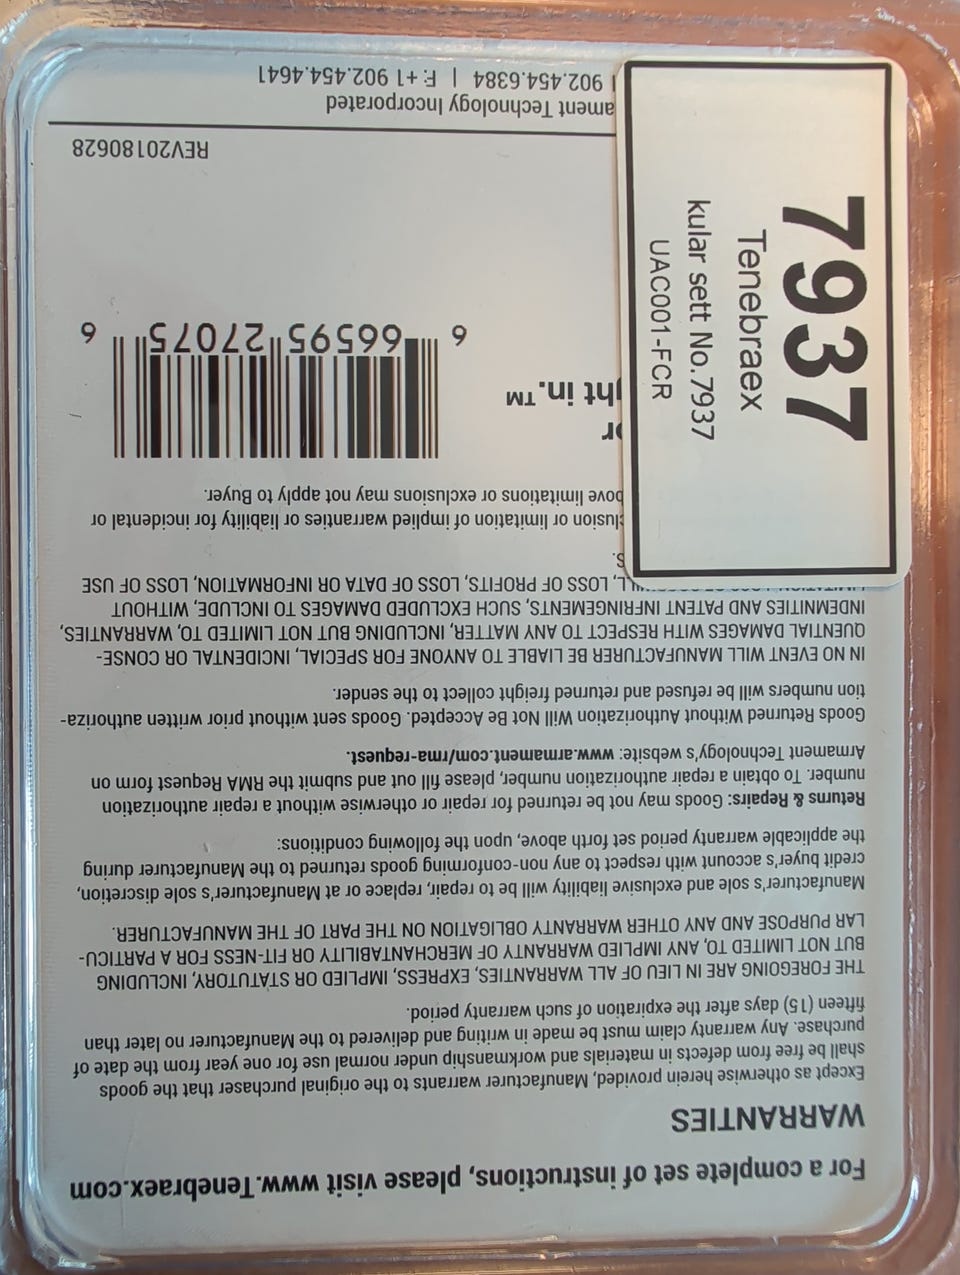 For a complete set of instructions, please visit www.Tenebraex.com
WARRANTIES
Except as otherwise herein provided, Manufacturer warrants to the original purchaser that the goods
shall be free from defects in materials and workmanship under normal use for one year from the date of
purchase. Any warranty claim must be made in writing and delivered to the Manufacturer no later than
fifteen (15) days after the expiration of such warranty period.
THE FOREGOING ARE IN LIEU OF ALL WARRANTIES, EXPRESS, IMPLIED OR STATUTORY, INCLUDING
BUT NOT LIMITED TO, ANY IMPLIED WARRANTY OF MERCHANTABILITY OR FIT-NESS FOR A PARTICU-
LAR PURPOSE AND ANY OTHER WARRANTY OBLIGATION ON THE PART OF THE MANUFACTURER.
Manufacturer's sole and exclusive liability will be to repair, replace or at Manufacturer's sole discretion,
credit buyer's account with respect to any non-conforming goods returned to the Manufacturer during
the applicable warranty period set forth above, upon the following conditions:
Returns & Repairs: Goods may not be returned for repair or otherwise without a repair authorization
number. To obtain a repair authorization number, please fill out and submit the RMA Request form on
Armament Technology's website: www.armament.com/rma-request.
Goods Returned Without Authorization Will Not Be Accepted. Goods sent without prior written authoriza-
tion numbers will be refused and returned freight collect to the sender.
IN NO EVENT WILL MANUFACTURER BE LIABLE TO ANYONE FOR SPECIAL, INCIDENTAL OR CONSE-
QUENTIAL DAMAGES WITH RESPECT TO ANY MATTER, INCLUDING BUT NOT LIMITED TO, WARRANTIES,
INDEMNITIES AND PATENT INFRINGEMENTS, SUCH EXCLUDED DAMAGES TO INCLUDE, WITHOUT
LOSS OF PROFITS, LOSS OF DATA OR INFORMATION, LOSS OF USE
S.
clusion or limitation of implied warranties or liability for incidental or
bove limitations or exclusions may not apply to Buyer.
or
ght in.™
6 66595 27075 6
REV20180628
ament Technology Incorporated
902.454.6384 | F: +1 902.454.4641
7937
Tenebraex
kular sett No.7937
UAC001-FCR